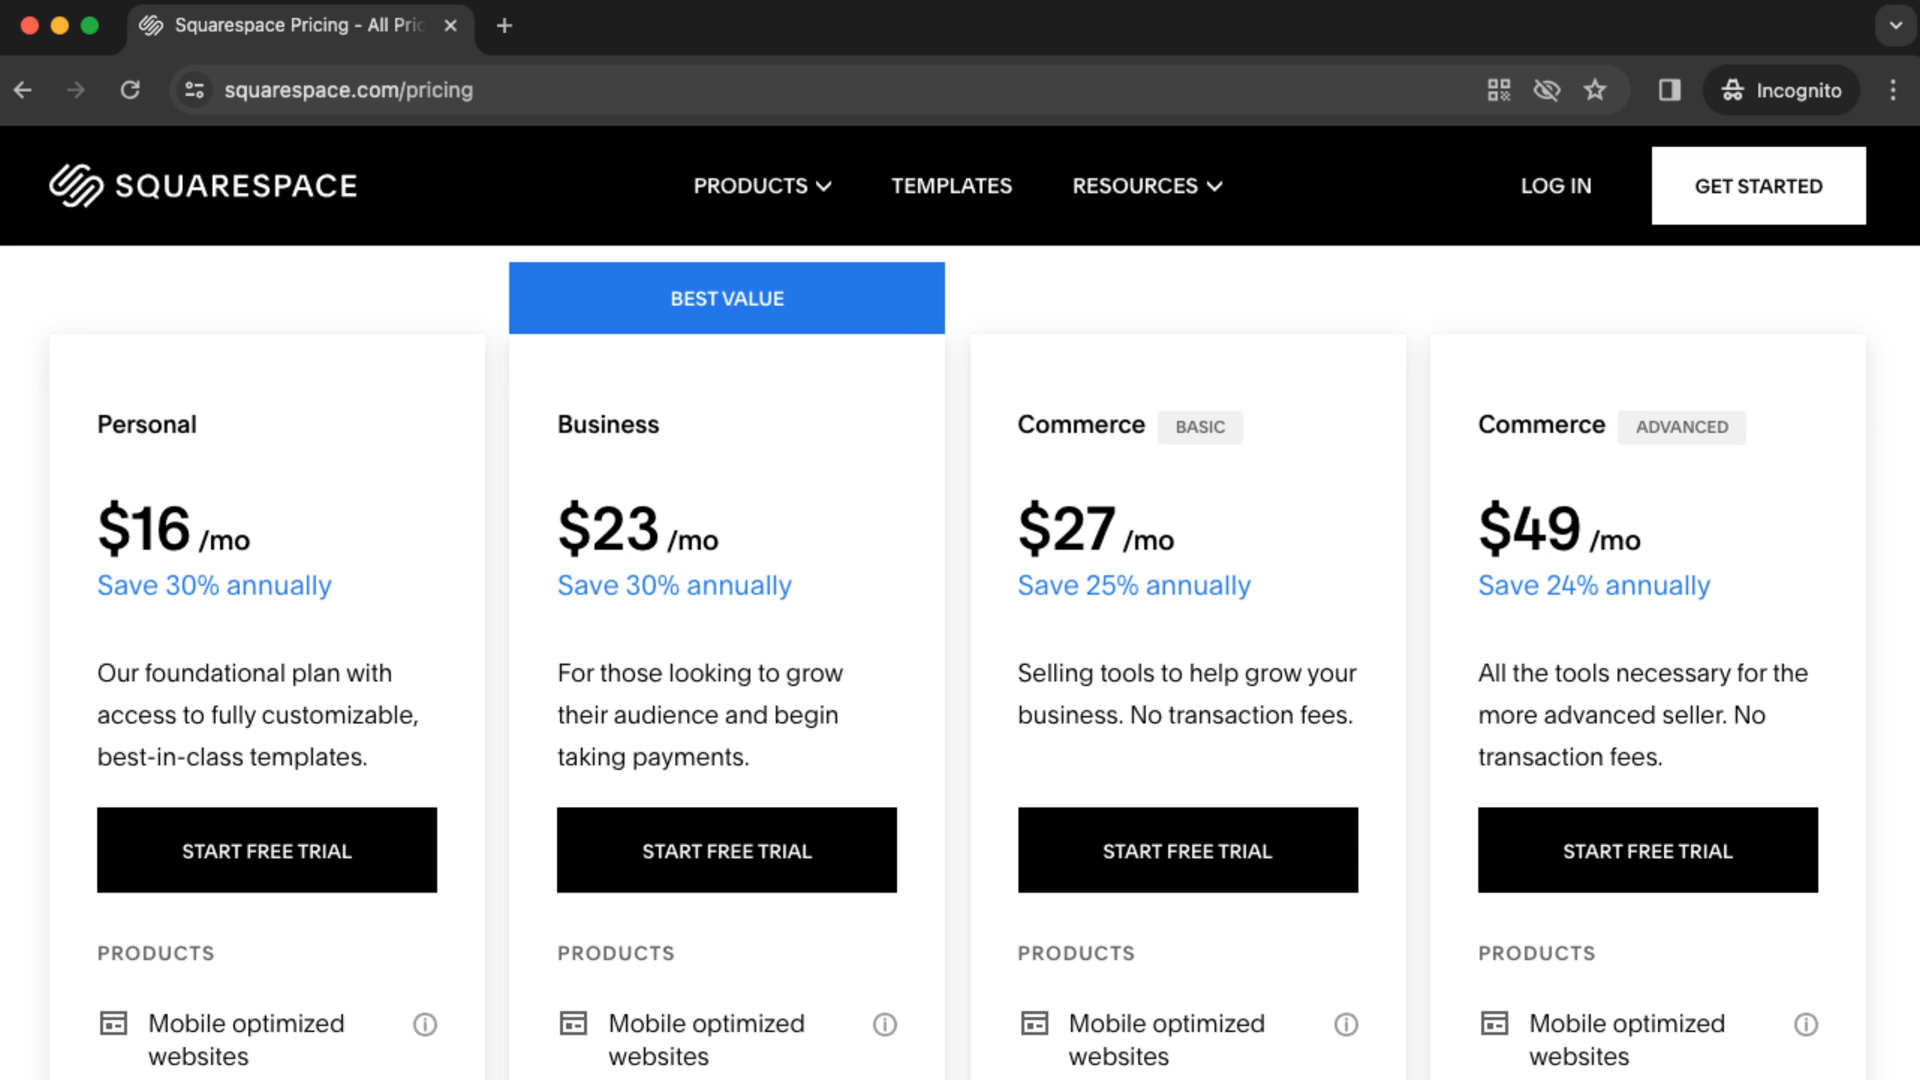 Squarespace Pricing - All Pric
squarespace.com/pricing
Incognito
SQUARESPACE
PRODUCTS
TEMPLATES
RESOURCES
LOG IN
GET STARTED
BEST VALUE
Personal
$16 /mo
Save 30% annually
Our foundational plan with
access to fully customizable,
best-in-class templates.
START FREE TRIAL
PRODUCTS
Mobile optimized
websites
Business
$23 /mo
Save 30% annually
For those looking to grow
their audience and begin
taking payments.
START FREE TRIAL
PRODUCTS
Mobile optimized
websites
Commerce BASIC
$27 /mo
Save 25% annually
Selling tools to help grow your
business. No transaction fees.
START FREE TRIAL
PRODUCTS
Mobile optimized
websites
Commerce ADVANCED
$49 /mo
Save 24% annually
All the tools necessary for the
more advanced seller. No
transaction fees.
START FREE TRIAL
PRODUCTS
Mobile optimized
websites